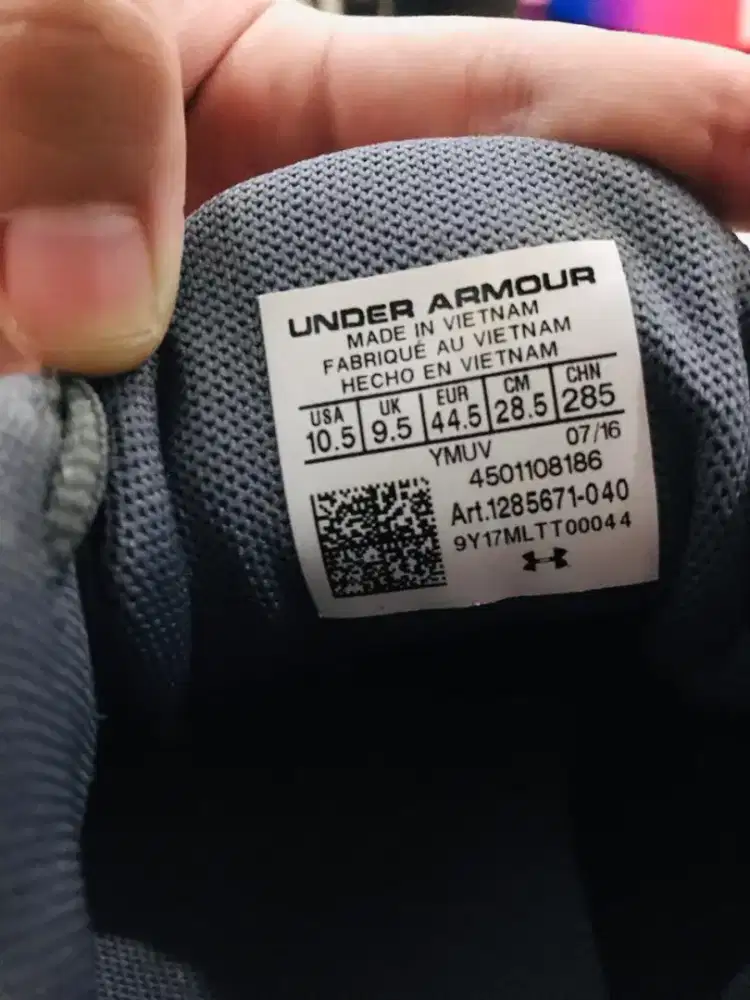 UNDER ARMOUR
MADE IN VIETNAM
FABRIQUÉ AU VIETNAM
HECHO EN VIETNAM
USA UK EUR CM CHN
10.5 9.5 44.5 28.5 285
YMUV 07/16
4501108186
Art.1285671-040
9Y17MLTT00044